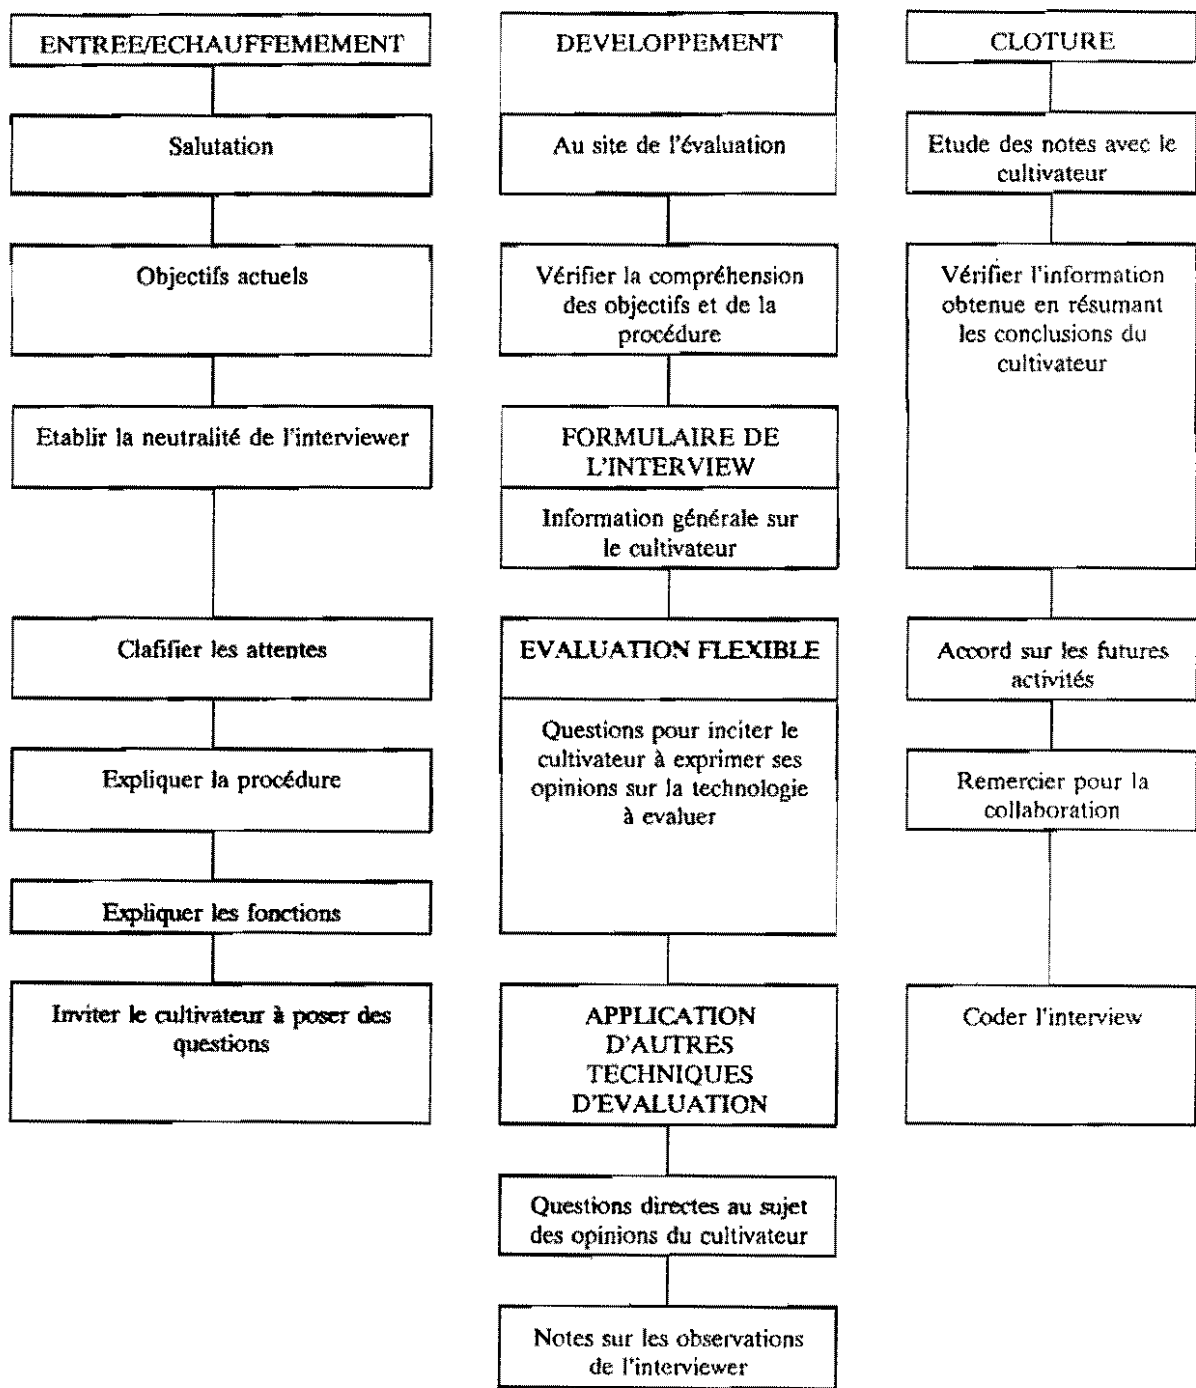 ENTREE/ECHAUFFEMEMENT
Salutation
Objectifs actuels
Etablir la neutralité de l'interviewer
Clafifier les attentes
Expliquer la procédure
Expliquer les fonctions
Inviter le cultivateur à poser des
questions
DEVELOPPEMENT
Au site de l'évaluation
Vérifier la compréhension
des objectifs et de la
procédure
FORMULAIRE DE
L'INTERVIEW
Information générale sur
le cultivateur
EVALUATION FLEXIBLE
Questions pour inciter le
cultivateur à exprimer ses
opinions sur la technologie
à evaluer
APPLICATION
D'AUTRES
TECHNIQUES
D'EVALUATION
Questions directes au sujet
des opinions du cultivateur
Notes sur les observations
de l'interviewer
CLOTURE
Etude des notes avec le
cultivateur
Vérifier l'information
obtenue en résumant
les conclusions du
cultivateur
Accord sur les futures
activités
Remercier pour la
collaboration
Coder l'interview